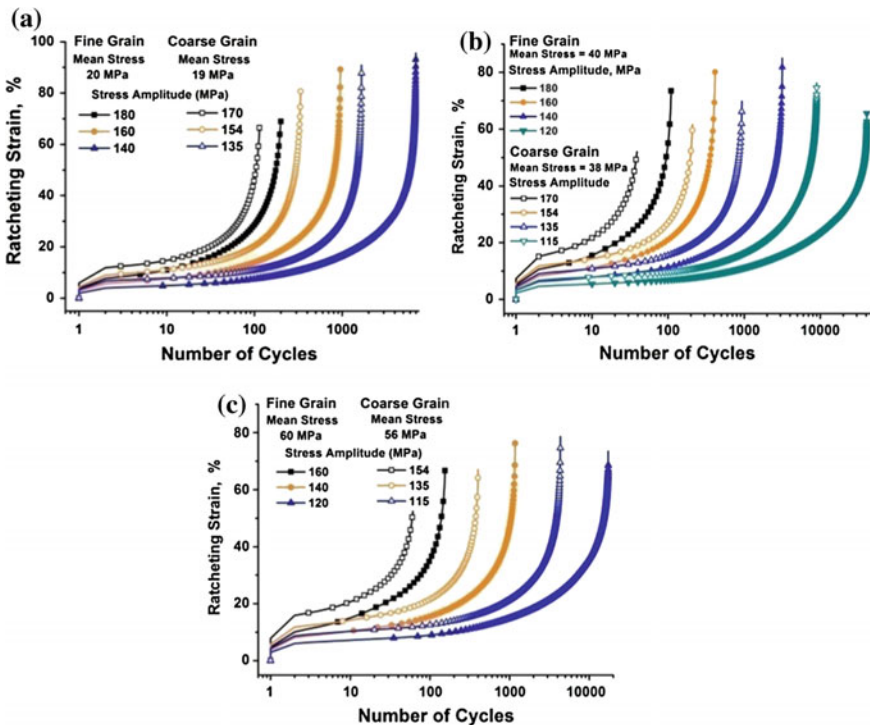 (a)
Fine Grain Coarse Grain
Mean Stress Mean Stress
20 MPa 19 MPa
Stress Amplitude (MPa)
180 170
160 154
140 135
Ratcheting Strain, %
100
80
60
40
20
0
1 10 100 1000
Number of Cycles
(b)
Fine Grain
Mean Stress = 40 MPa
Stress Amplitude, MPa
180
160
140
120
Coarse Grain
Mean Stress = 38 MPa
Stress Amplitude
170
154
135
115
Ratcheting Strain, %
80
60
40
20
0
1 10 100 1000 10000
Number of Cycles
(c)
Fine Grain Coarse Grain
Mean Stress Mean Stress
60 MPa 56 MPa
Stress Amplitude (MPa)
160 154
140 135
120 115
Ratcheting Strain, %
80
60
40
20
0
1 10 100 1000 10000
Number of Cycles